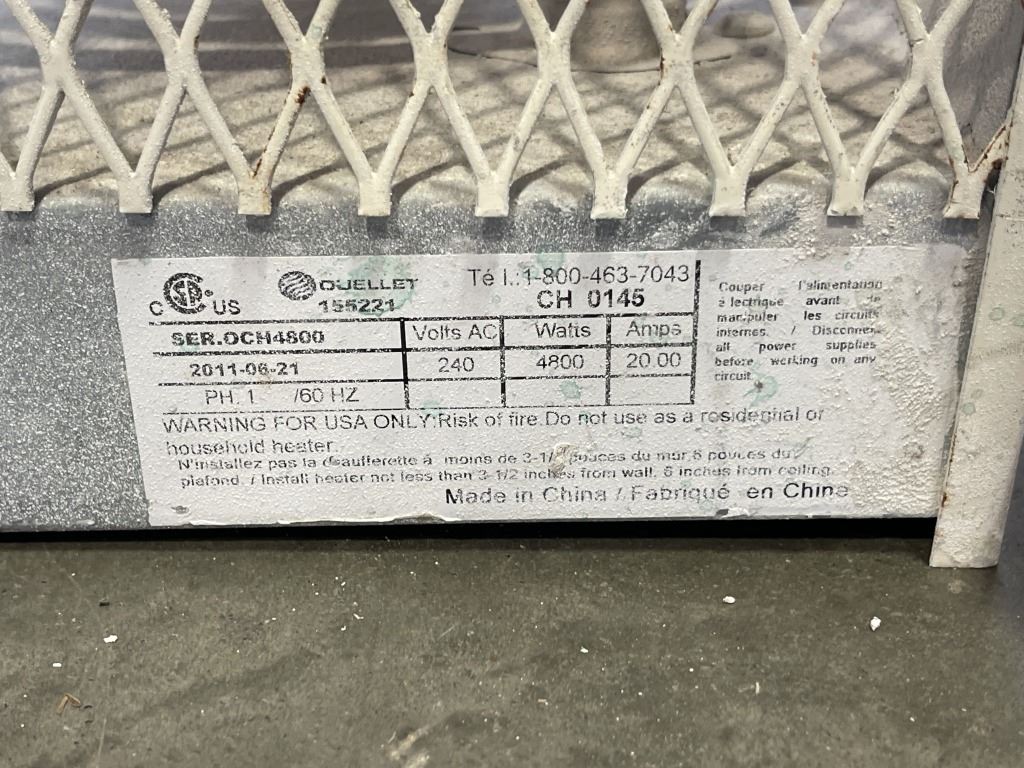 C SA US
OUELLET
155221
Té l.:1-800-463-7043
CH 0145
SER.OCH4800
Volts AC Watts Amps
2011-06-21
240 4800 20.00
PH. 1 /60 HZ
Couper l'alimentation
électrique avant de
manipuler les circuits
internes. / Disconnect
all power supplies
before working on any
circuit.
WARNING FOR USA ONLY:Risk of fire.Do not use as a residential or
household heater.
N'installez pas la chaufferette à moins de 3-1/2 pouces du mur,6 pouces du
plafond. / Install heater not less than 3-1/2 inches from wall, 6 inches from ceiling.
Made in China / Fabriqué en Chine